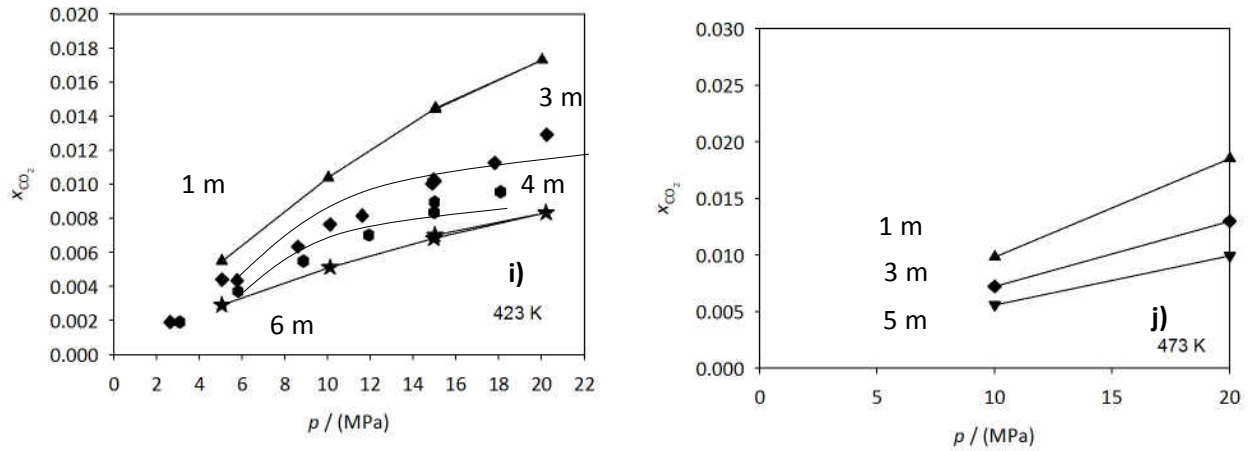 0.020
0.018
0.016
0.014
0.012
0.010
0.008
0.006
0.004
0.002
0.000
xCO2
0 2 4 6 8 10 12 14 16 18 20 22
p / (MPa)
1 m
3 m
4 m
6 m
i)
423 K
0.030
0.025
0.020
0.015
0.010
0.005
0.000
xCO2
0 5 10 15 20
p / (MPa)
1 m
3 m
5 m
j)
473 K